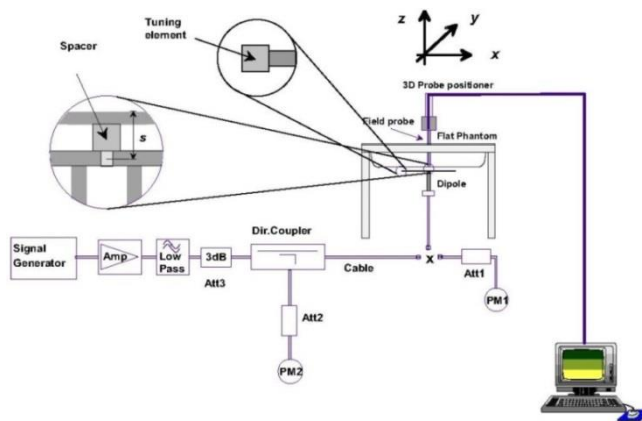 Tuning
element
Spacer
s
z
y
x
3D Probe positioner
Field probe
Flat Phantom
Dipole
Signal
Generator
Amp
Low
Pass
3dB
Att3
Dir.Coupler
Cable
x
Att1
PM1
Att2
PM2